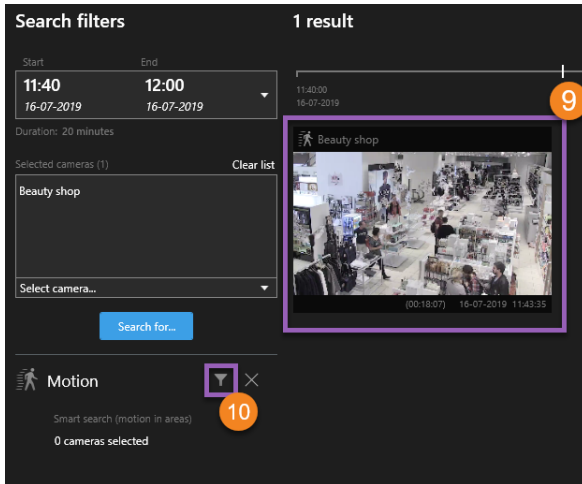 Search filters
Start End
11:40 12:00
16-07-2019 16-07-2019
Duration: 20 minutes
Selected cameras (1) Clear list
Beauty shop
Select camera...
Search for...
Motion
10
Smart search (motion in areas)
0 cameras selected
1 result
11:40:00
16-07-2019
9
Beauty shop
(00:18:07) 16-07-2019 11:43:35